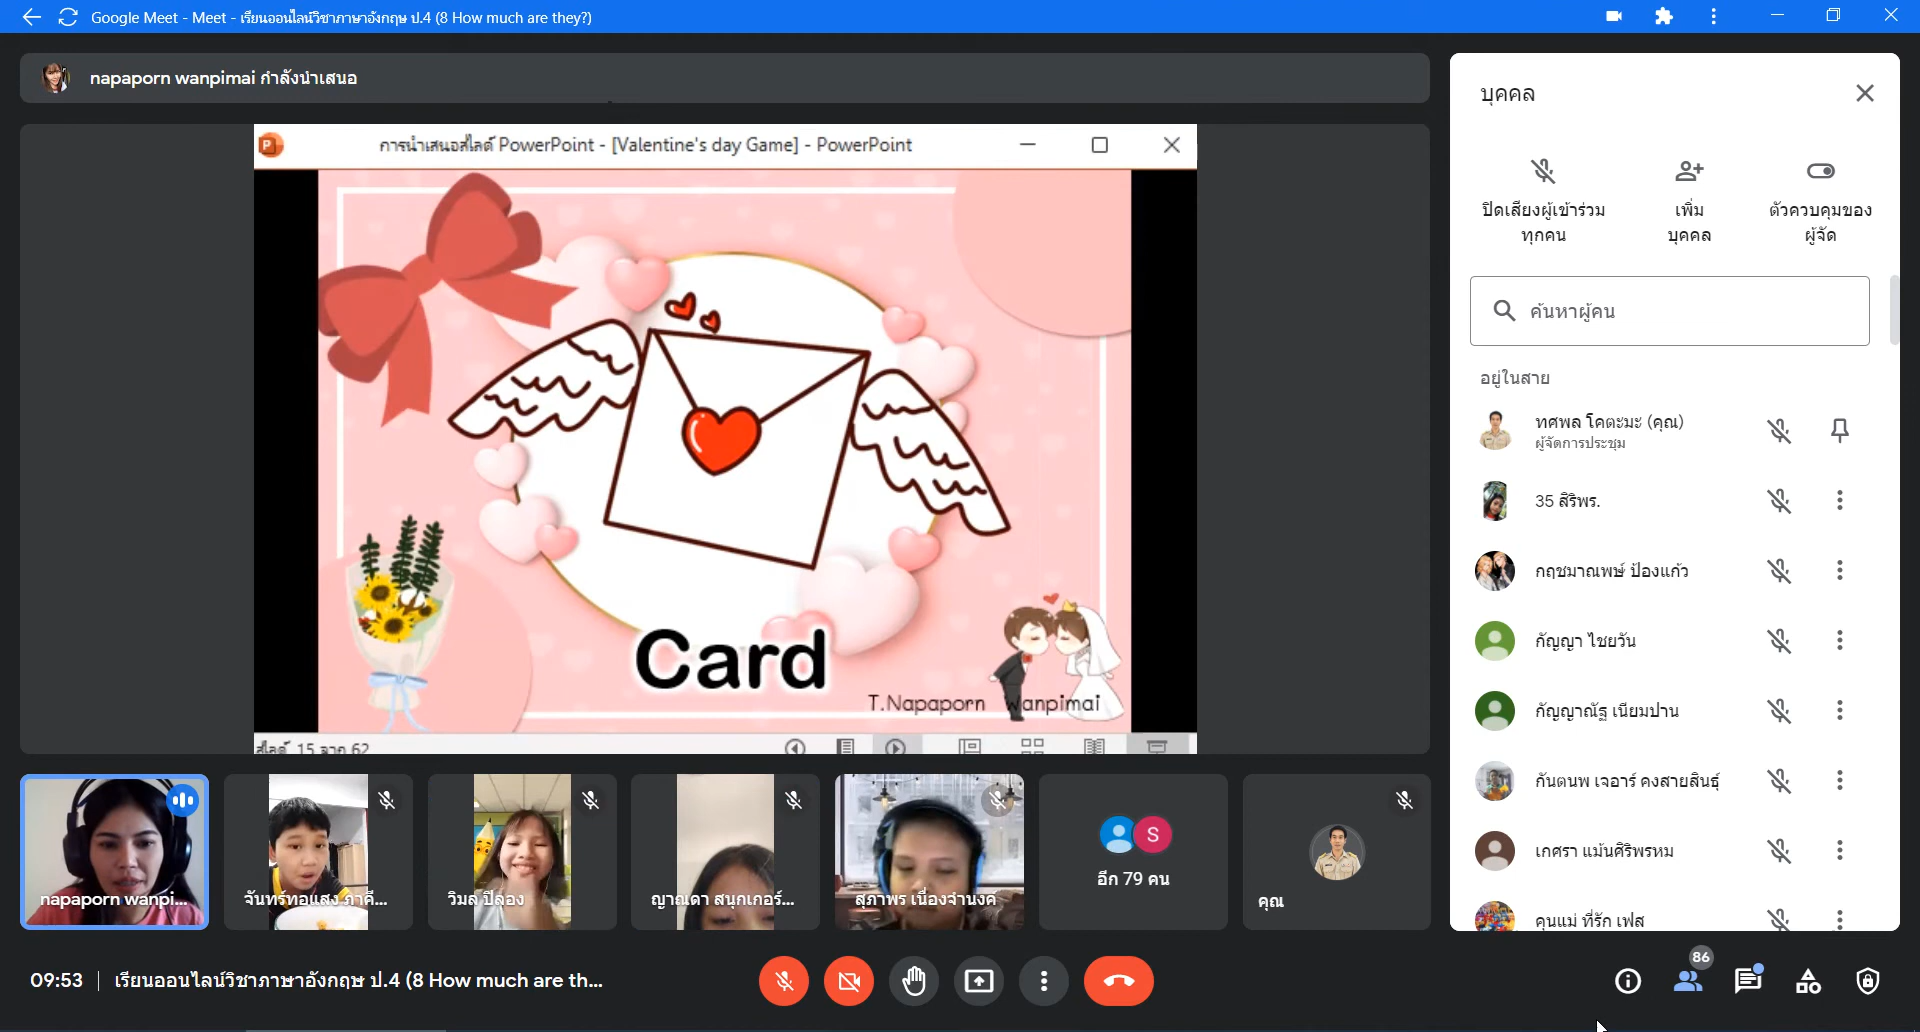 Google Meet - Meet - เรียนออนไลน์วิชาภาษาอังกฤษ ป.4 (8 How much are they?)
napaporn wanpimai กำลังนำเสนอ
การนำเสนอสไลด์ PowerPoint - [Valentine's day Game] - PowerPoint
Card
T.Napaporn Wanpimai
สไลด์ 15 จาก 62
napaporn wanpi...
จันทร์ทอแสง ภาคี...
วิมล ปีลอง
ญาณดา สนุกเกอร์...
สุภาพร เนื่องจำนงค์
S
อีก 79 คน
คุณ
09:53
เรียนออนไลน์วิชาภาษาอังกฤษ ป.4 (8 How much are th...
บุคคล
ปิดเสียงผู้เข้าร่วม
ทุกคน
เพิ่ม
บุคคล
ตัวควบคุมของ
ผู้จัด
ค้นหาผู้คน
อยู่ในสาย
ทศพล โคตะมะ (คุณ)
ผู้จัดการประชุม
35 สิริพร.
กฤชมาณพษ์ ป้องแก้ว
กัญญา ไชยวัน
กัญญาณัฐ เนียมปาน
กันตนพ เจอาร์ คงสายสินธุ์
เกศรา แม้นศิริพรหม
คุนแม่ ที่รัก เฟส
86